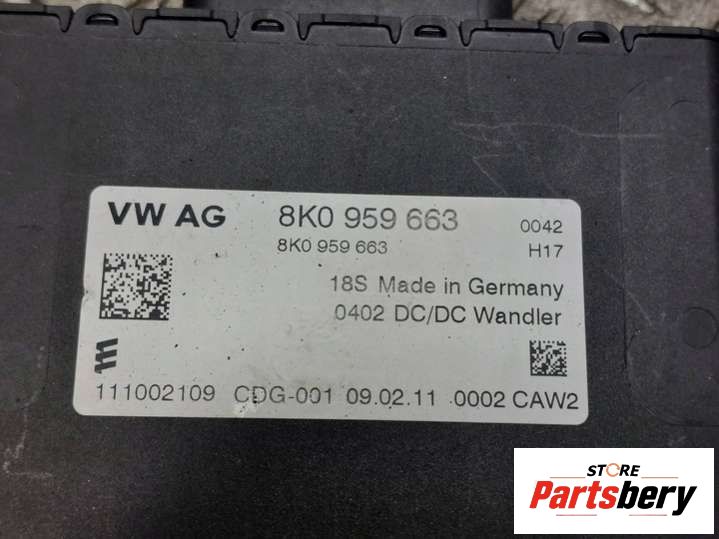 VW AG 8K0 959 663 0042
8K0 959 663 H17
18S Made in Germany
0402 DC/DC Wandler
111002109 CDG-001 09.02.11 0002 CAW2
STORE
Partsbery